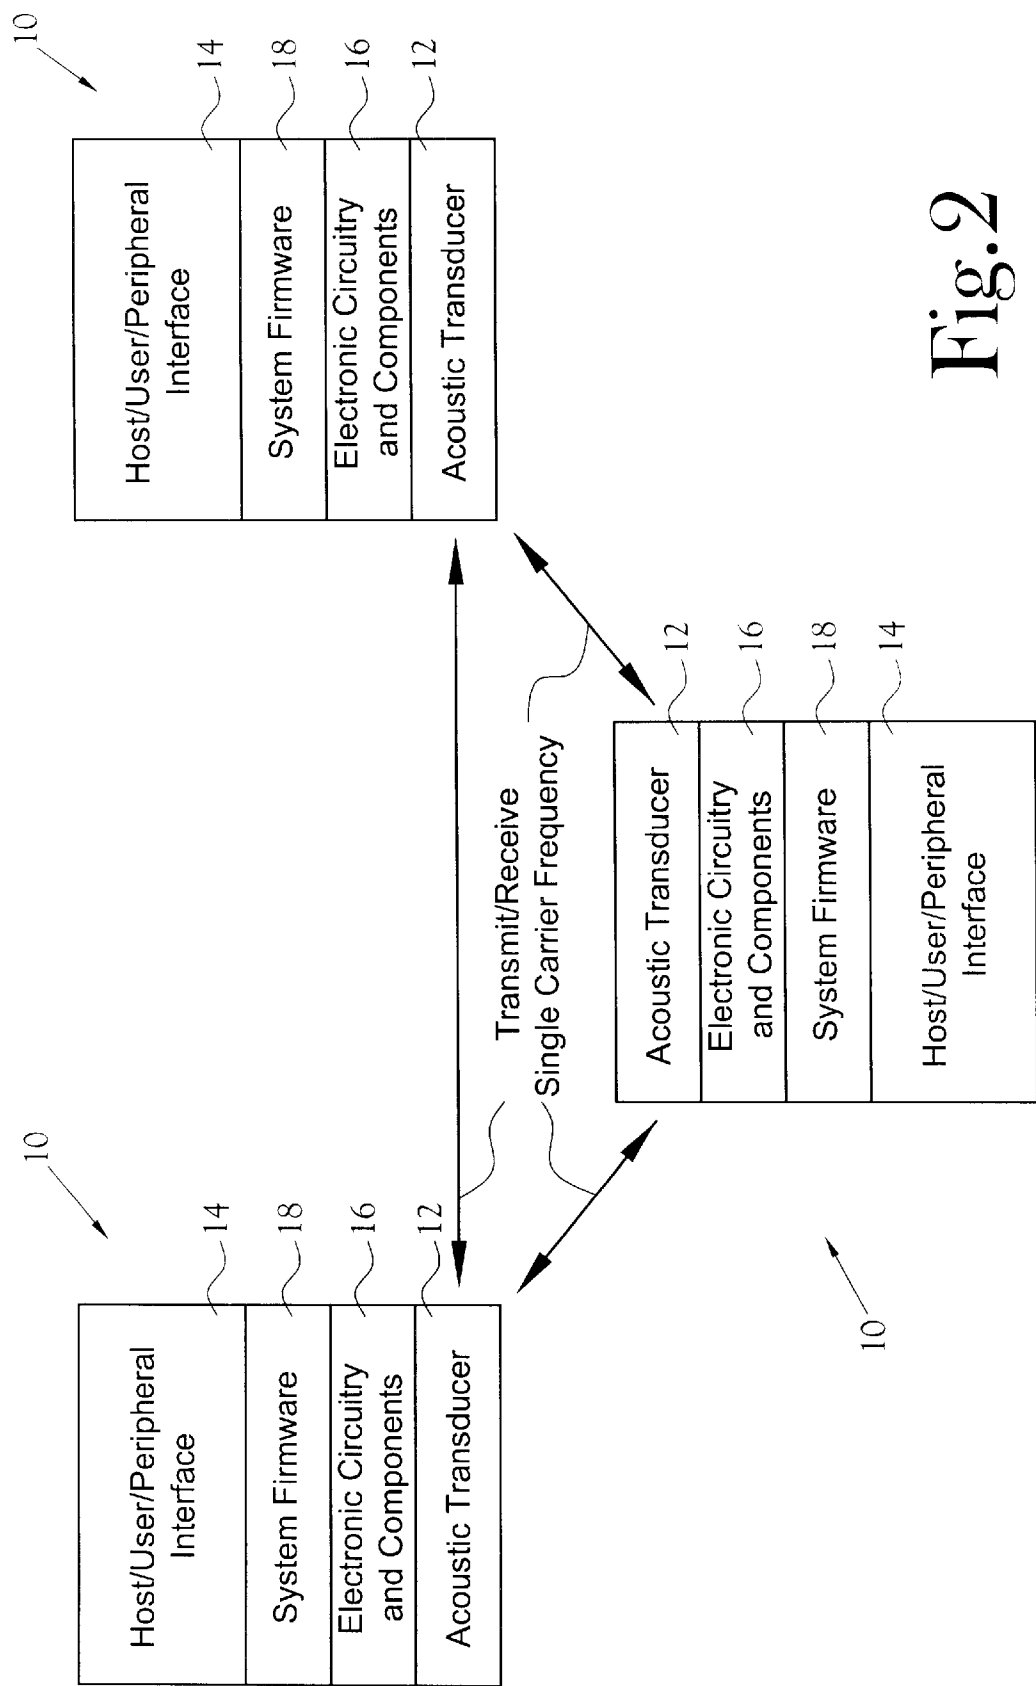 10
Host/User/Peripheral
Interface
14
System Firmware
18
Electronic Circuitry
and Components
16
Acoustic Transducer
12
10
Host/User/Peripheral
Interface
14
System Firmware
18
Electronic Circuitry
and Components
16
Acoustic Transducer
12
Transmit/Receive
Single Carrier Frequency
Acoustic Transducer
12
Electronic Circuitry
and Components
16
System Firmware
18
Host/User/Peripheral
Interface
14
10
Fig.2